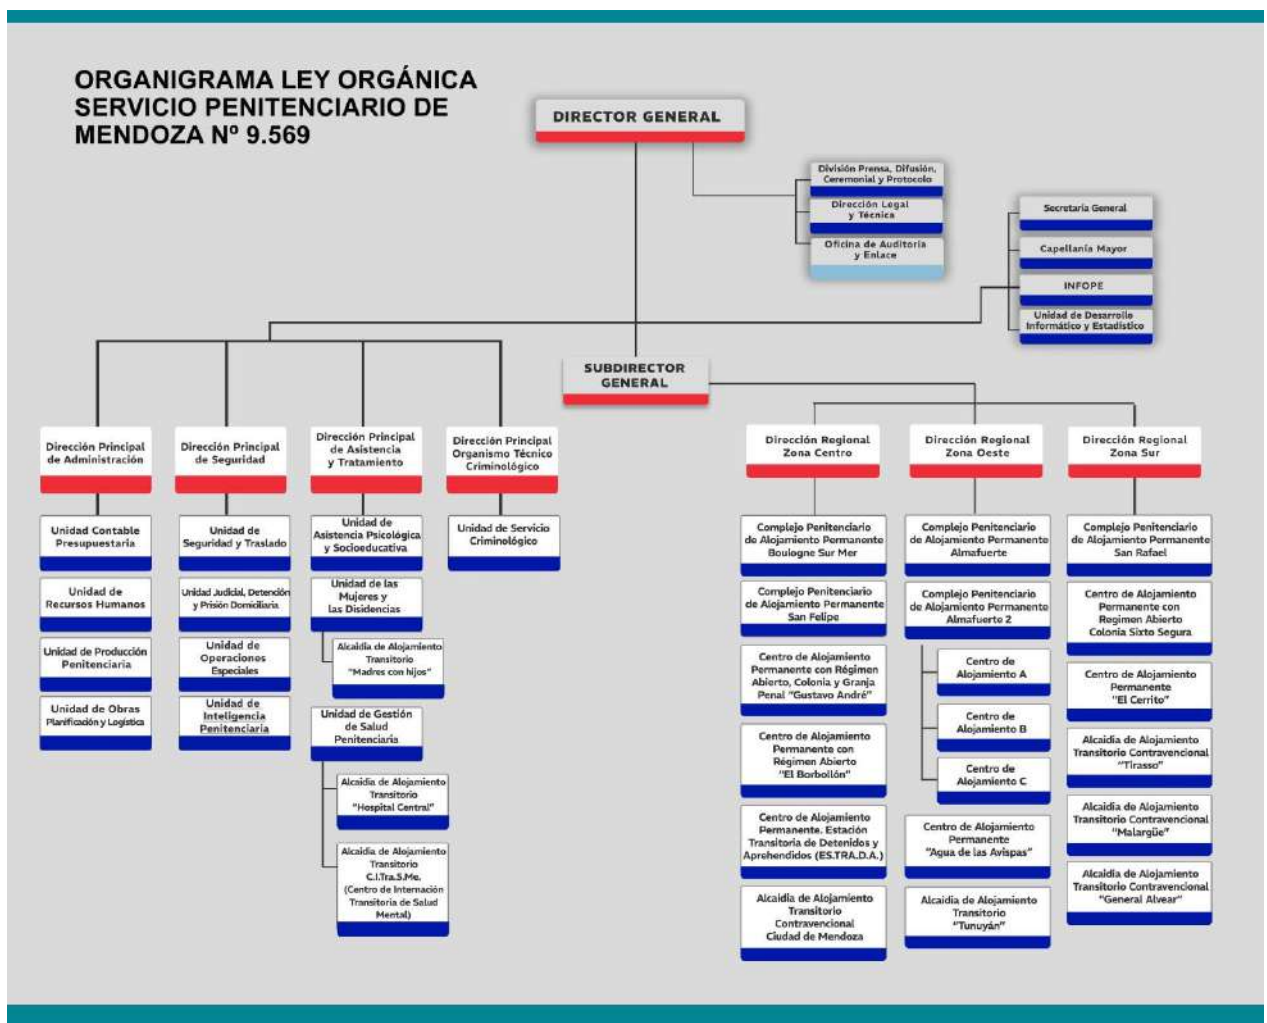 ORGANIGRAMA LEY ORGÁNICA
SERVICIO PENITENCIARIO DE
MENDOZA Nº 9.569
DIRECTOR GENERAL
División Prensa, Difusión,
Ceremonial y Protocolo
Dirección Legal
y Técnica
Oficina de Auditoría
y Enlace
Secretaría General
Capellanía Mayor
INFOPE
Unidad de Desarrollo
Informático y Estadístico
SUBDIRECTOR
GENERAL
Dirección Principal
de Administración
Unidad Contable
Presupuestaria
Unidad de
Recursos Humanos
Unidad de Producción
Penitenciaria
Unidad de Obras
Planificación y Logística
Dirección Principal
de Seguridad
Unidad de
Seguridad y Traslado
Unidad Judicial, Detención
y Prisión Domiciliaria
Unidad de
Operaciones
Especiales
Unidad de
Inteligencia
Penitenciaria
Dirección Principal
de Asistencia
y Tratamiento
Unidad de
Asistencia Psicológica
y Socioeducativa
Unidad de las
Mujeres y
las Disidencias
Alcaidía de Alojamiento
Transitorio
"Madres con hijos"
Unidad de Gestión
de Salud
Penitenciaria
Alcaidía de Alojamiento
Transitorio
"Hospital Central"
Alcaidía de Alojamiento
Transitorio
C.I.Tra.S.Me.
(Centro de Internación
Transitoria de Salud
Mental)
Dirección Principal
Organismo Técnico
Criminológico
Unidad de Servicio
Criminológico
Dirección Regional
Zona Centro
Complejo Penitenciario
de Alojamiento Permanente
Boulogne Sur Mer
Complejo Penitenciario
de Alojamiento Permanente
San Felipe
Centro de Alojamiento
Permanente con Régimen
Abierto, Colonia y Granja
Penal "Gustavo André"
Centro de Alojamiento
Permanente con
Régimen Abierto
"El Borbollón"
Centro de Alojamiento
Permanente. Estación
Transitoria de Detenidos y
Aprehendidos (ES.TRA.D.A.)
Alcaidía de Alojamiento
Transitorio
Contravencional
Ciudad de Mendoza
Dirección Regional
Zona Oeste
Complejo Penitenciario
de Alojamiento Permanente
Almafuerte
Complejo Penitenciario
de Alojamiento Permanente
Almafuerte 2
Centro de
Alojamiento A
Centro de
Alojamiento B
Centro de
Alojamiento C
Centro de Alojamiento
Permanente
"Agua de las Avispas"
Alcaidía de Alojamiento
Transitorio
"Tunuyán"
Dirección Regional
Zona Sur
Complejo Penitenciario
de Alojamiento Permanente
San Rafael
Centro de Alojamiento
Permanente con
Regimen Abierto
Colonia Sixto Segura
Centro de Alojamiento
Permanente
"El Cerrito"
Alcaidía de Alojamiento
Transitorio Contravencional
"Tirasso"
Alcaidía de Alojamiento
Transitorio Contravencional
"Malargüe"
Alcaidía de Alojamiento
Transitorio Contravencional
"General Alvear"